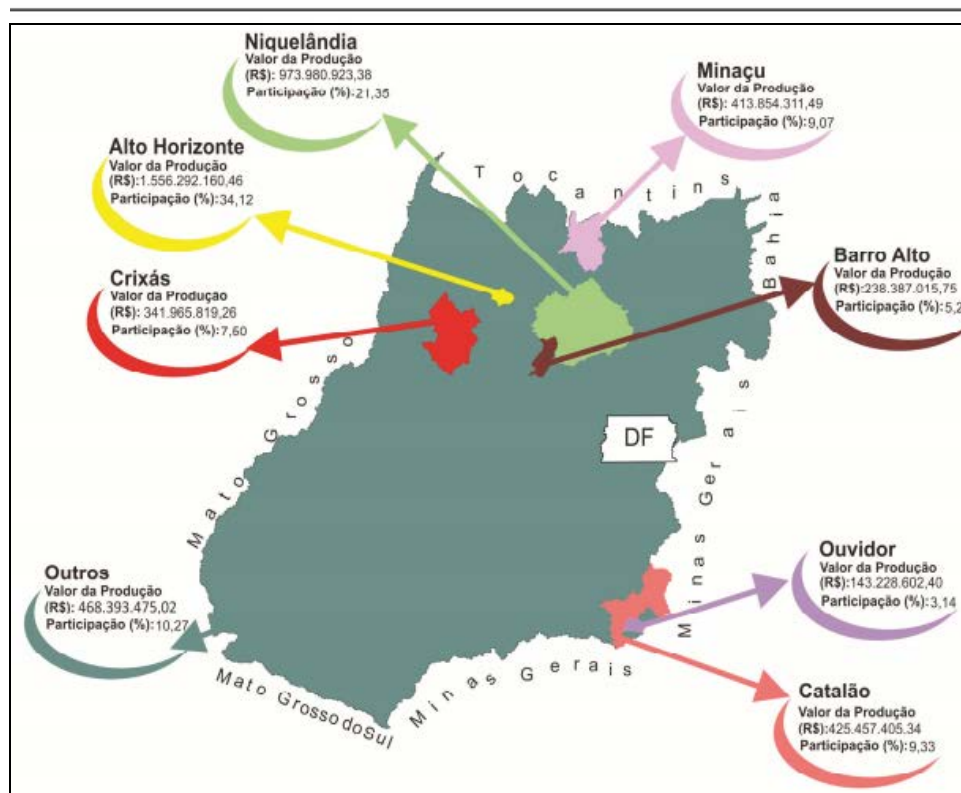 Niquelândia
Valor da Produção
(R$): 973.980.923,38
Participação (%):21,35
Minaçu
Valor da Produção
(R$): 413.854.311,49
Participação (%):9,07
Alto Horizonte
Valor da Produção
(R$):1.556.292.160,46
Participação (%):34,12
Crixás
Valor da Produção
(R$): 341.965.819,26
Participação (%):7,60
Barro Alto
Valor da Produção
(R$):238.387.015,75
Participação (%):5,2
Tocantins
Bahia
Mato Grosso
DF
Minas Gerais
Outros
Valor da Produção
(R$): 468.393.475,02
Participação (%):10,27
Ouvidor
Valor da Produção
(R$):143.228.602,40
Participação (%):3,14
Mato Grosso do Sul
Minas Gerais
Catalão
Valor da Produção
(R$):425.457.405.34
Participação (%):9,33